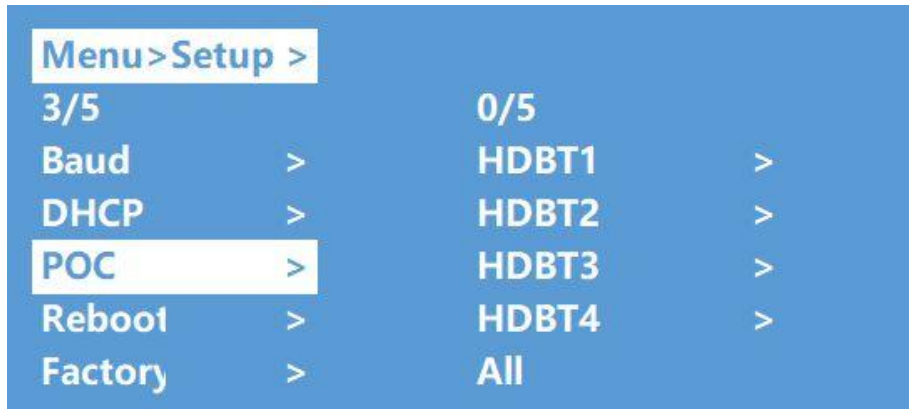 Menu>Setup >
3/5 0/5
Baud > HDBT1 >
DHCP > HDBT2 >
POC > HDBT3 >
Reboot > HDBT4 >
Factory > All